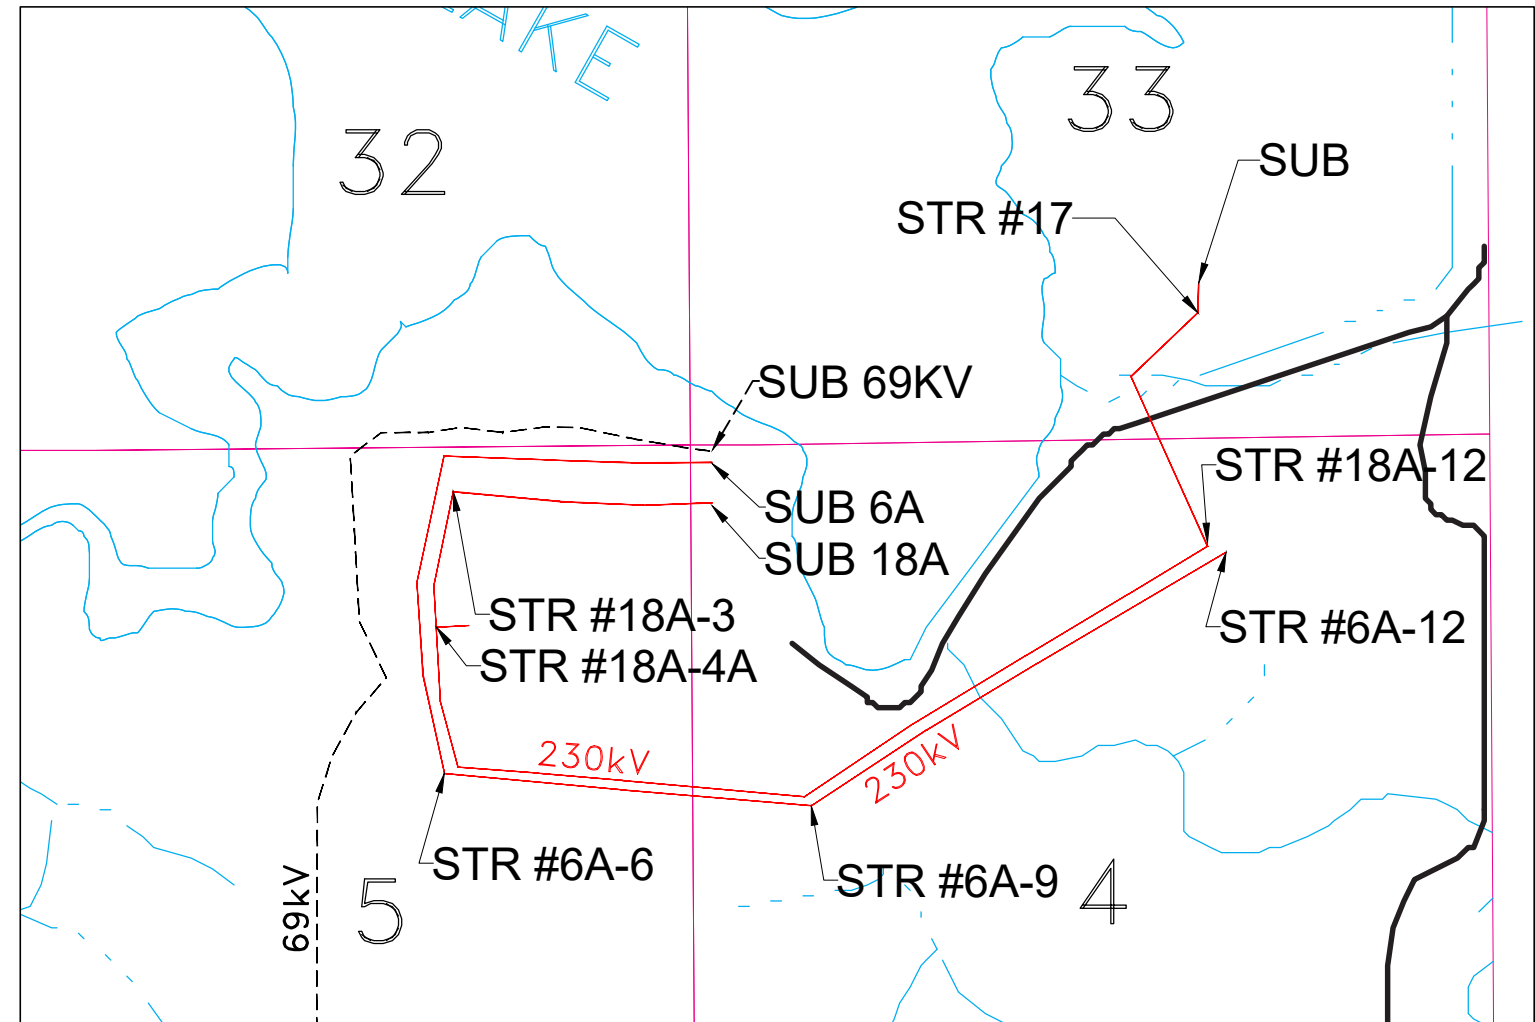 AKE
32
33
SUB
STR #17
SUB 69KV
STR #18A-12
SUB 6A
SUB 18A
STR #18A-3
STR #6A-12
STR #18A-4A
230kV
230kV
STR #6A-6
STR #6A-9
69kV
5
4